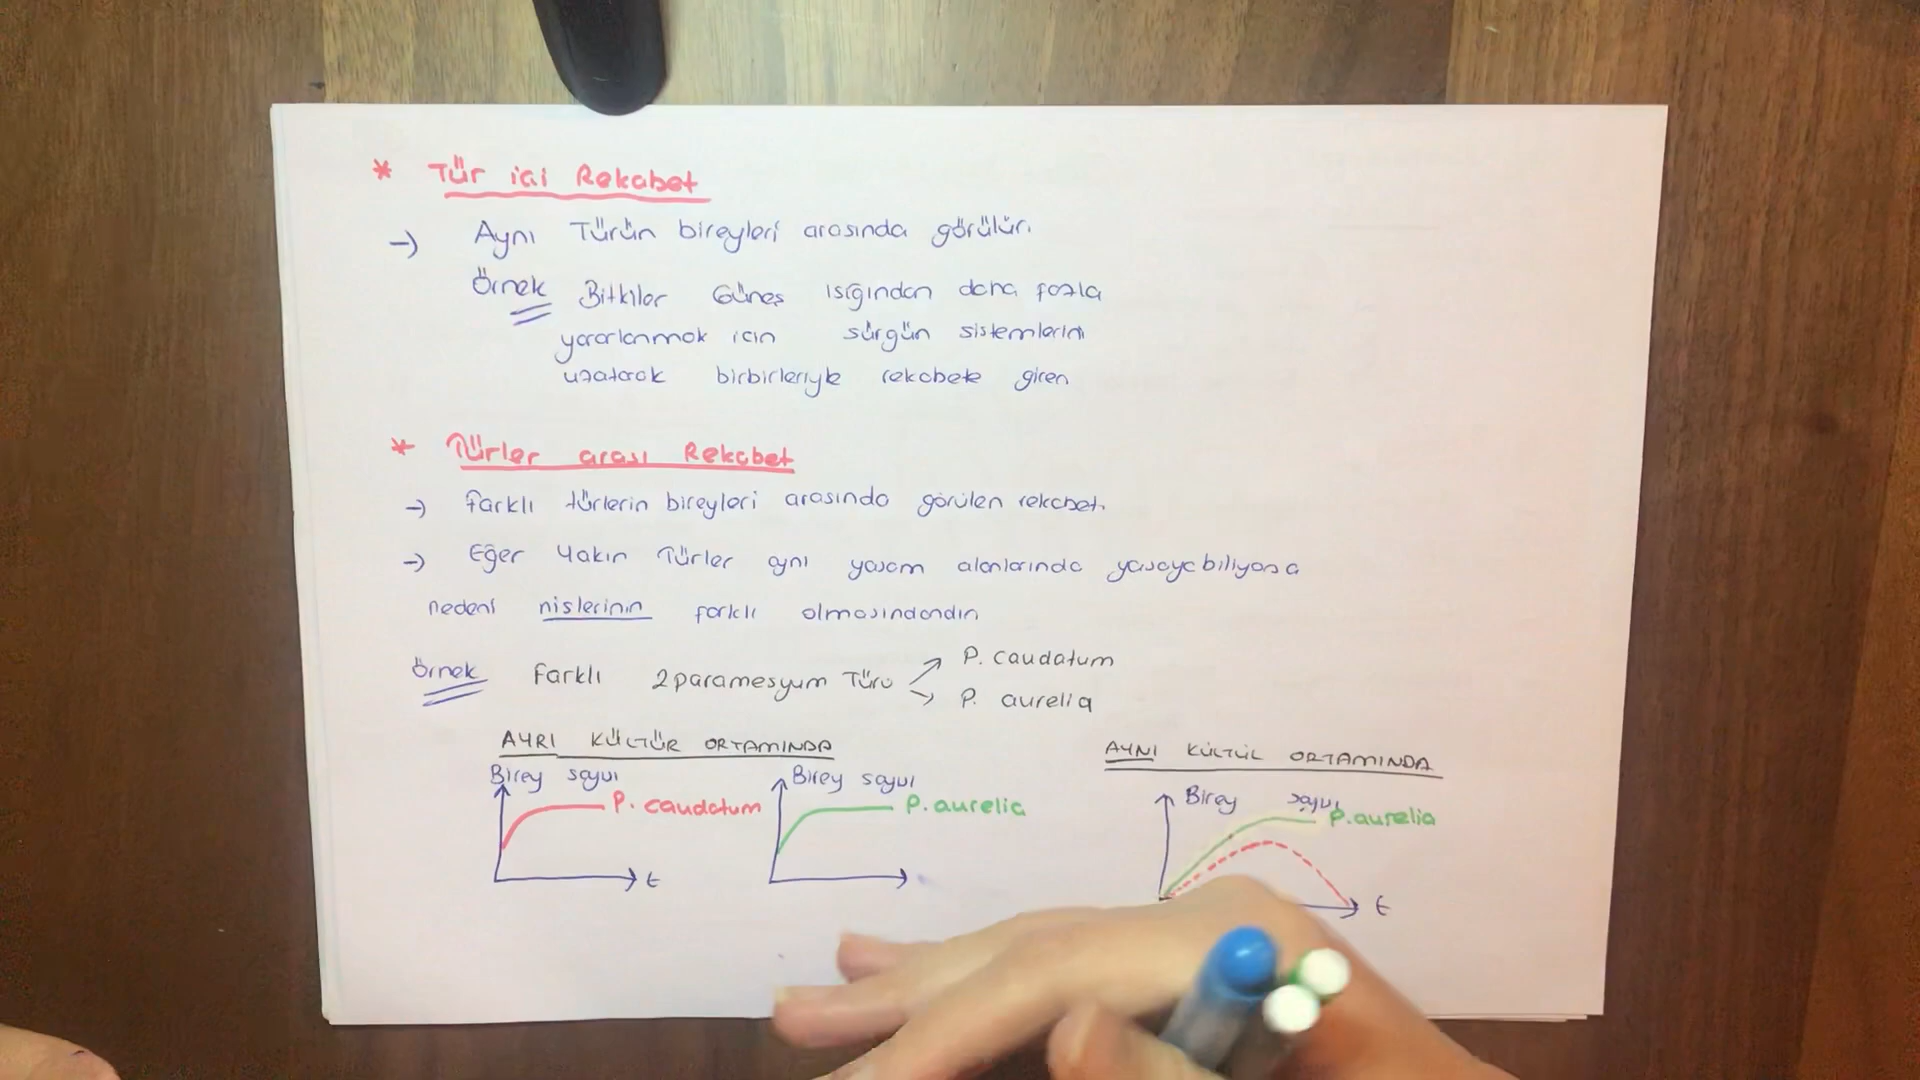 * Tür içi Rekabet
→ Aynı Türün bireyleri arasında görülür.
Örnek Bitkiler Güneş ışığından daha fazla
yararlanmak için sürgün sistemlerini
uzatarak birbirleriyle rekabete giren
* Türler arası Rekabet
→ Farklı türlerin bireyleri arasında görülen rekabet.
→ Eğer Yakın Türler aynı yaşam alanlarında yaşayabiliyorsa
nedeni nişlerinin farklı olmasındandır.
Örnek Farklı 2 paramesyum Türü
P. caudatum
P. aurelia
AYRI KÜLTÜR ORTAMINDA
Birey sayısı
P. caudatum
t
Birey sayısı
P. aurelia
AYNI KÜLTÜL ORTAMINDA
Birey sayısı
P. aurelia
t